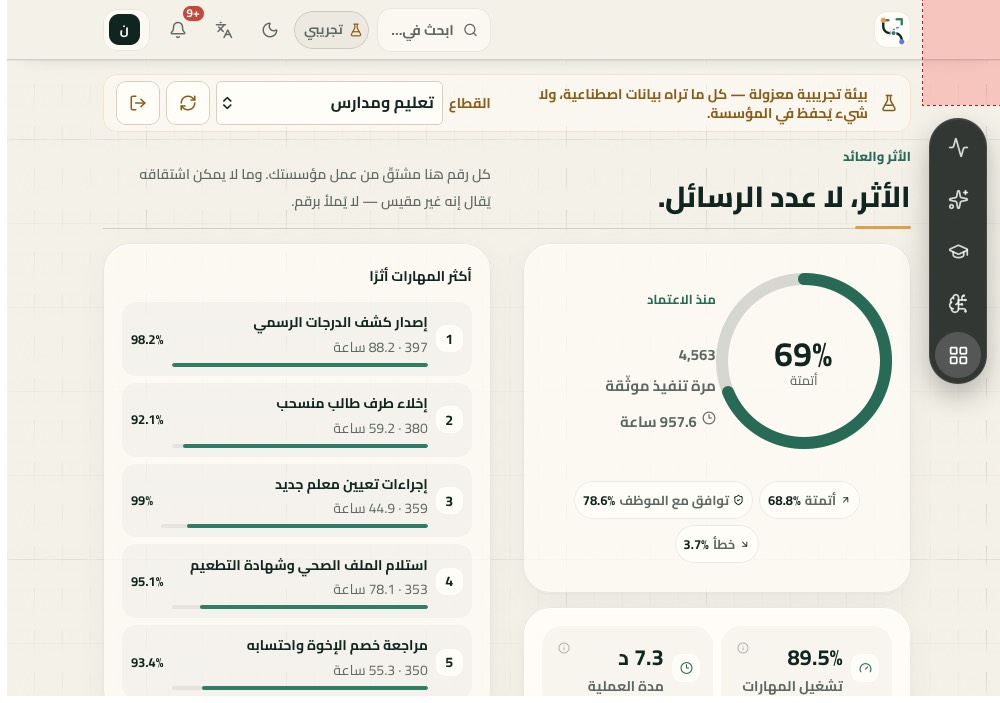 ابحث في...
تجريبي
9+
ن
بيئة تجريبية معزولة — كل ما تراه بيانات اصطناعية، ولا
شيء يُحفظ في المؤسسة.
القطاع
تعليم ومدارس
الأثر والعائد
الأثر، لا عدد الرسائل.
كل رقم هنا مشتقّ من عمل مؤسستك. وما لا يمكن اشتقاقه
يُقال إنه غير مقيس — لا يُملأ برقم.
69%
أتمتة
منذ الاعتماد
4,563
مرة تنفيذ موثّقة
957.6 ساعة
أتمتة 68.8%
توافق مع الموظف 78.6%
خطأ 3.7%
89.5%
تشغيل المهارات
7.3 د
مدة العملية
أكثر المهارات أثرًا
1
إصدار كشف الدرجات الرسمي
397 · 88.2 ساعة
98.2%
2
إخلاء طرف طالب منسحب
380 · 59.2 ساعة
92.1%
3
إجراءات تعيين معلم جديد
359 · 44.9 ساعة
99%
4
استلام الملف الصحي وشهادة التطعيم
353 · 78.1 ساعة
95.1%
5
مراجعة خصم الإخوة واحتسابه
350 · 55.3 ساعة
93.4%